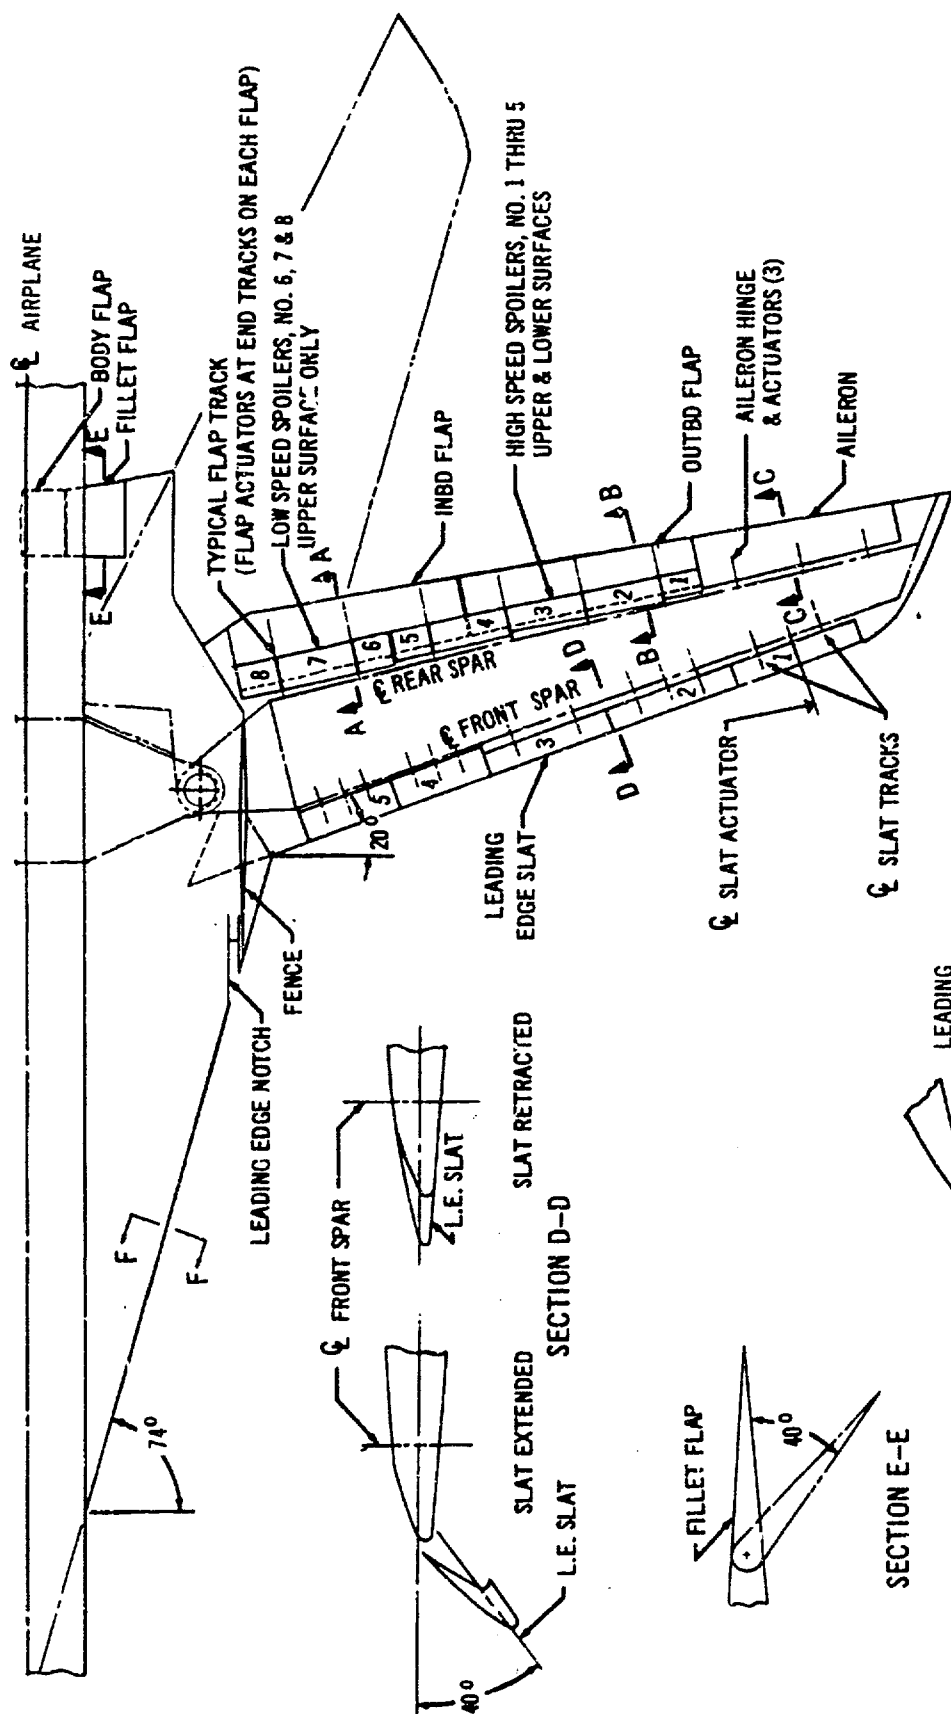 ℄ AIRPLANE
BODY FLAP
FILLET FLAP
E
E
TYPICAL FLAP TRACK
(FLAP ACTUATORS AT END TRACKS ON EACH FLAP)
LOW SPEED SPOILERS, NO. 6, 7 & 8
UPPER SURFACE ONLY
A
A
INBD FLAP
HIGH SPEED SPOILERS, NO. 1 THRU 5
UPPER & LOWER SURFACES
B
B
OUTBD FLAP
AILERON HINGE
& ACTUATORS (3)
C
C
AILERON
8
7
6
5
4
3
2
1
℄ REAR SPAR
℄ FRONT SPAR
D
D
5
4
3
2
1
20°
LEADING
EDGE SLAT
℄ SLAT ACTUATOR
℄ SLAT TRACKS
FENCE
LEADING EDGE NOTCH
F
F
74°
℄ FRONT SPAR
L.E. SLAT
SLAT RETRACTED
SLAT EXTENDED
L.E. SLAT
40°
SECTION D-D
FILLET FLAP
40°
SECTION E-E
LEADING